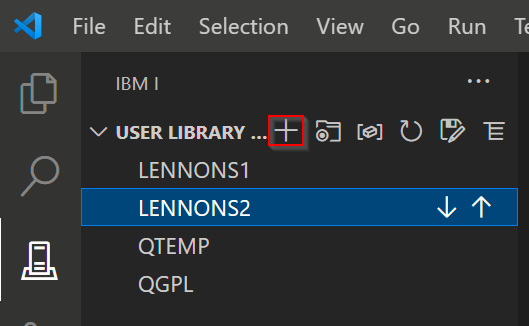 File Edit Selection View Go Run Te
IBM I
USER LIBRARY ...
LENNONS1
LENNONS2
QTEMP
QGPL